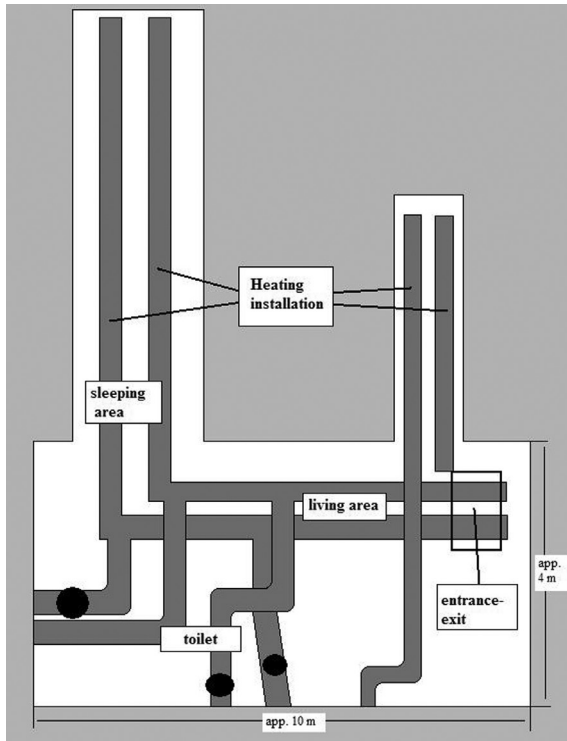 Heating
installation
sleeping
area
living area
app.
4 m
entrance-
exit
toilet
app. 10 m